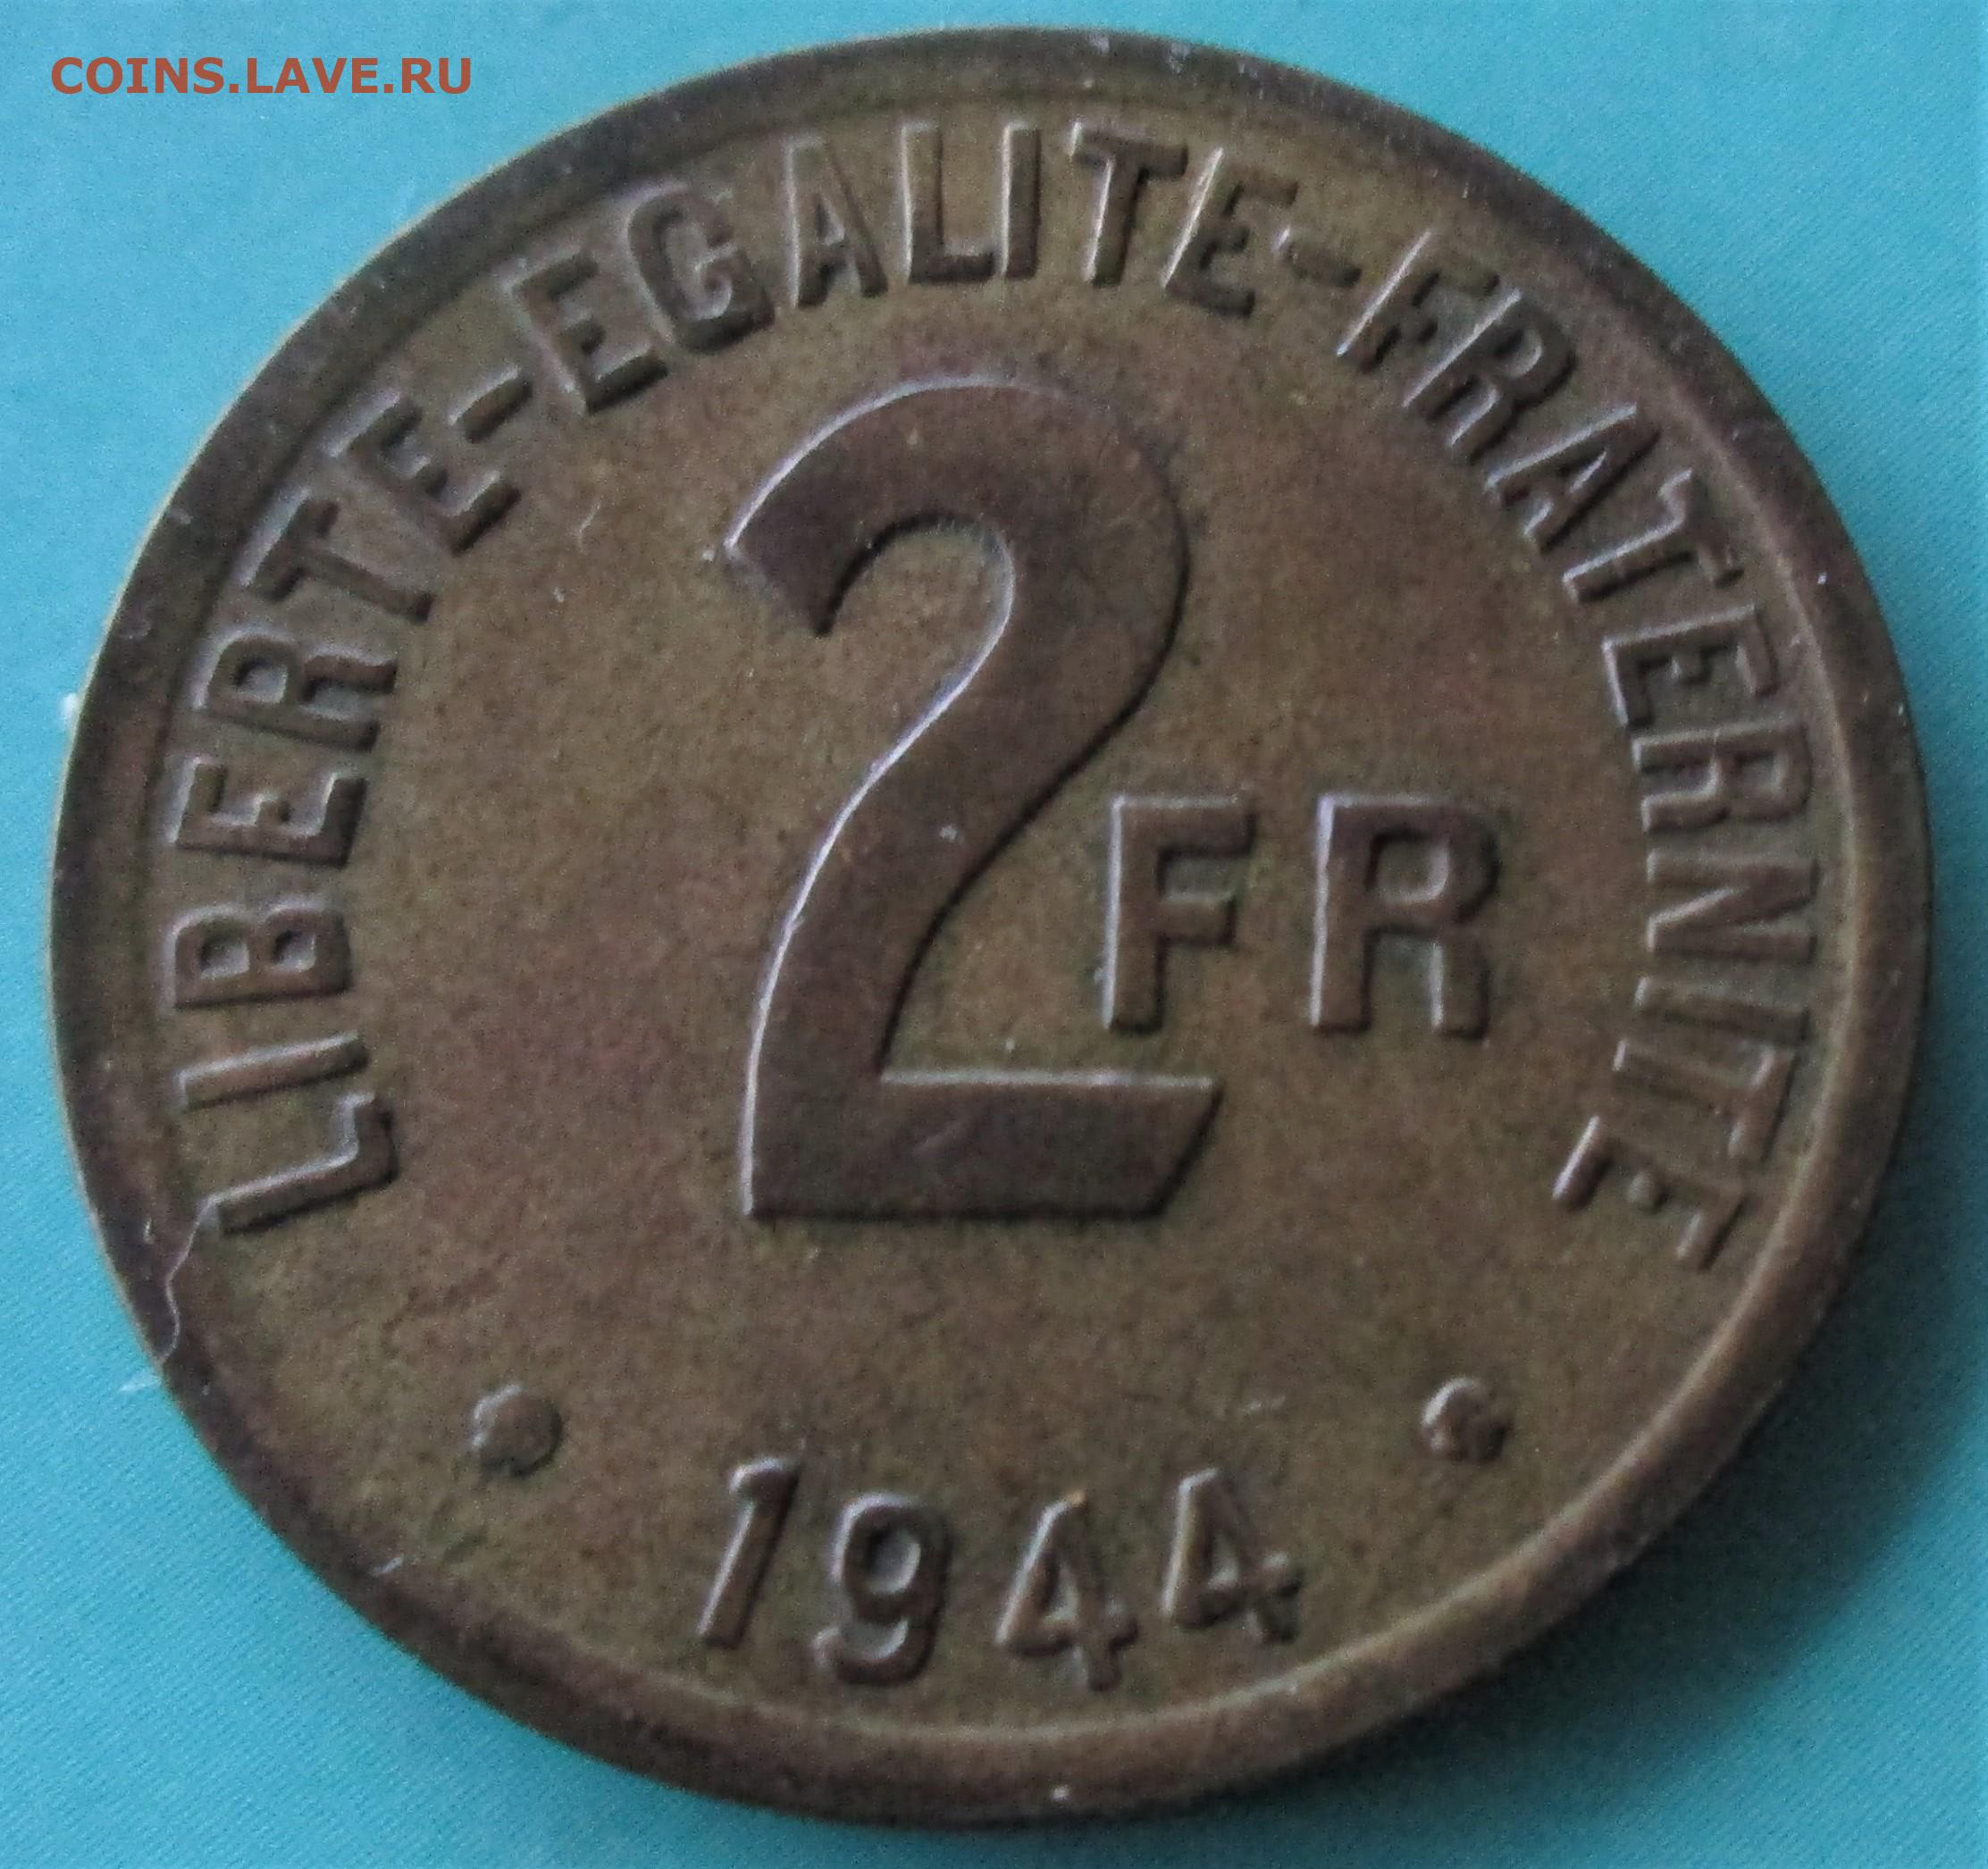 COINS.LAVE.RU
LIBERTE-EGALITE-FRATERNITE
2 FR
1944